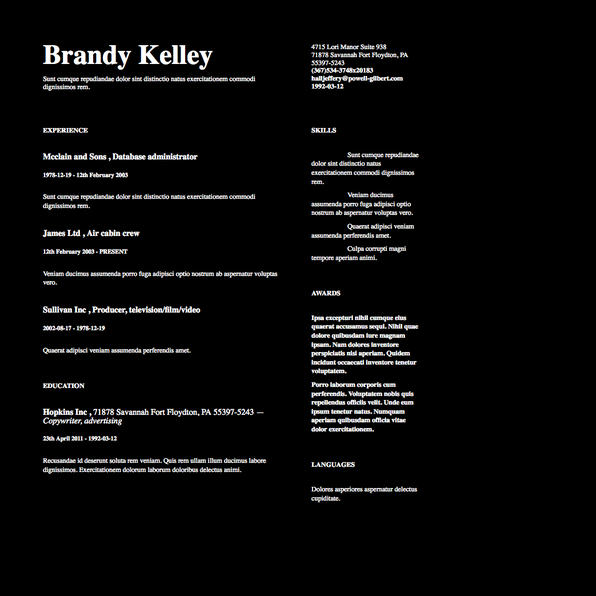 Brandy Kelley
Sunt cumque repudiandae dolor sint distinctio natus exercitationem commodi
dignissimos rem.
4715 Lori Manor Suite 938
71878 Savannah Fort Floydton, PA
55397-5243
(367)534-3748x20183
halljeffery@powell-gilbert.com
1992-03-12
EXPERIENCE
Mcclain and Sons , Database administrator
1978-12-19 - 12th February 2003
Sunt cumque repudiandae dolor sint distinctio natus exercitationem commodi
dignissimos rem.
James Ltd , Air cabin crew
12th February 2003 - PRESENT
Veniam ducimus assumenda porro fuga adipisci optio nostrum ab aspernatur voluptas
vero.
Sullivan Inc , Producer, television/film/video
2002-08-17 - 1978-12-19
Quaerat adipisci veniam assumenda perferendis amet.
EDUCATION
Hopkins Inc , 71878 Savannah Fort Floydton, PA 55397-5243 —
Copywriter, advertising
23th April 2011 - 1992-03-12
Recusandae id deserunt soluta rem veniam. Quis rem ullam illum ducimus labore
dignissimos. Exercitationem dolorum laborum doloribus delectus animi.
SKILLS
Sunt cumque repudiandae
dolor sint distinctio natus
exercitationem commodi dignissimos
rem.
Veniam ducimus
assumenda porro fuga adipisci optio
nostrum ab aspernatur voluptas vero.
Quaerat adipisci veniam
assumenda perferendis amet.
Culpa corrupti magni
tempore aperiam animi.
AWARDS
Ipsa excepturi nihil cumque eius
quaerat accusamus sequi. Nihil quae
dolore quibusdam iure magnam
ipsam. Nam dolores inventore
perspiciatis nisi aperiam. Quidem
incidunt occaecati inventore tenetur
voluptatem.
Porro laborum corporis cum
perferendis. Voluptatem nobis quis
repellendus officiis velit. Unde eum
ipsum tenetur natus. Numquam
aperiam quibusdam officia vitae
dolor exercitationem.
LANGUAGES
Dolores asperiores aspernatur delectus
cupiditate.